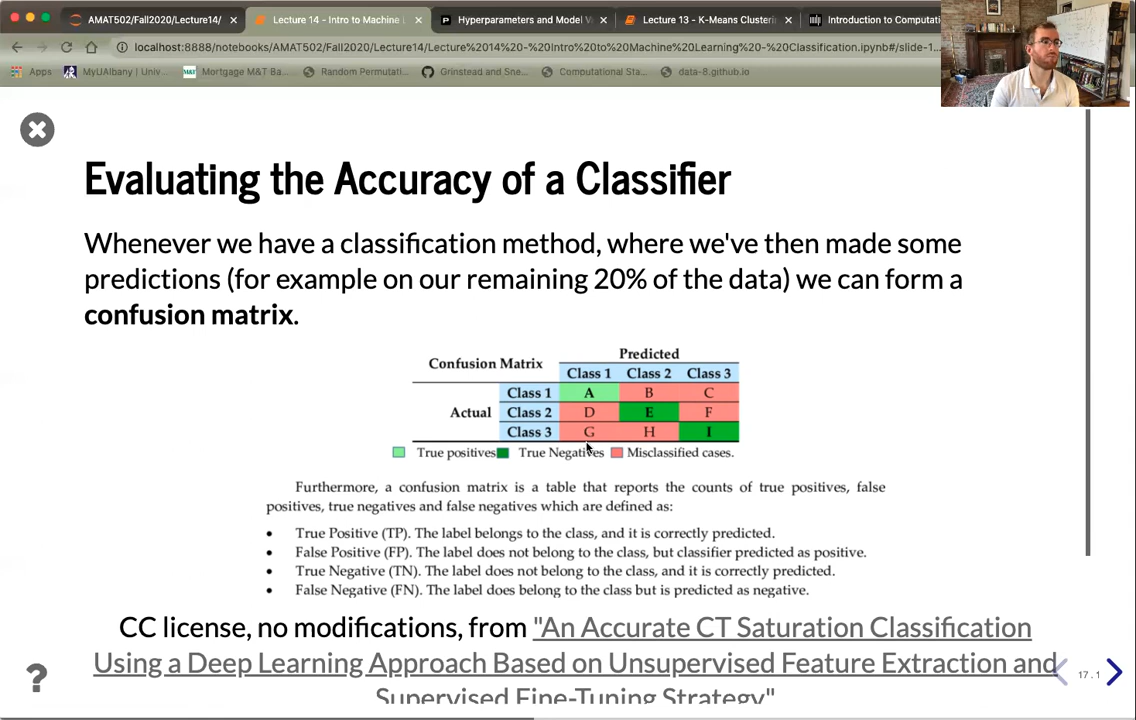 AMAT502/Fall2020/Lecture14/
Lecture 14 - Intro to Machine
Hyperparameters and Model V
Lecture 13 - K-Means Clusteri
Introduction to Computati
localhost:8888/notebooks/AMAT502/Fall2020/Lecture14/Lecture%2014%20-%20Intro%20to%20Machine%20Learning%20-%20Classification.ipynb#/slide-1...
Apps MyUAlbany | Univ... Mortgage M&T Ba... Random Permutati... Grinstead and Sne... Computational Sta... data-8.github.io
Evaluating the Accuracy of a Classifier
Whenever we have a classification method, where we've then made some
predictions (for example on our remaining 20% of the data) we can form a
confusion matrix.
Confusion Matrix Predicted
Class 1 Class 2 Class 3
Actual
Class 1 A B C
Class 2 D E F
Class 3 G H I
True positives True Negatives Misclassified cases.
Furthermore, a confusion matrix is a table that reports the counts of true positives, false
positives, true negatives and false negatives which are defined as:
• True Positive (TP). The label belongs to the class, and it is correctly predicted.
• False Positive (FP). The label does not belong to the class, but classifier predicted as positive.
• True Negative (TN). The label does not belong to the class, and it is correctly predicted.
• False Negative (FN). The label does belong to the class but is predicted as negative.
CC license, no modifications, from "An Accurate CT Saturation Classification
Using a Deep Learning Approach Based on Unsupervised Feature Extraction and
Supervised Fine-Tuning Strategy"
?
17.1